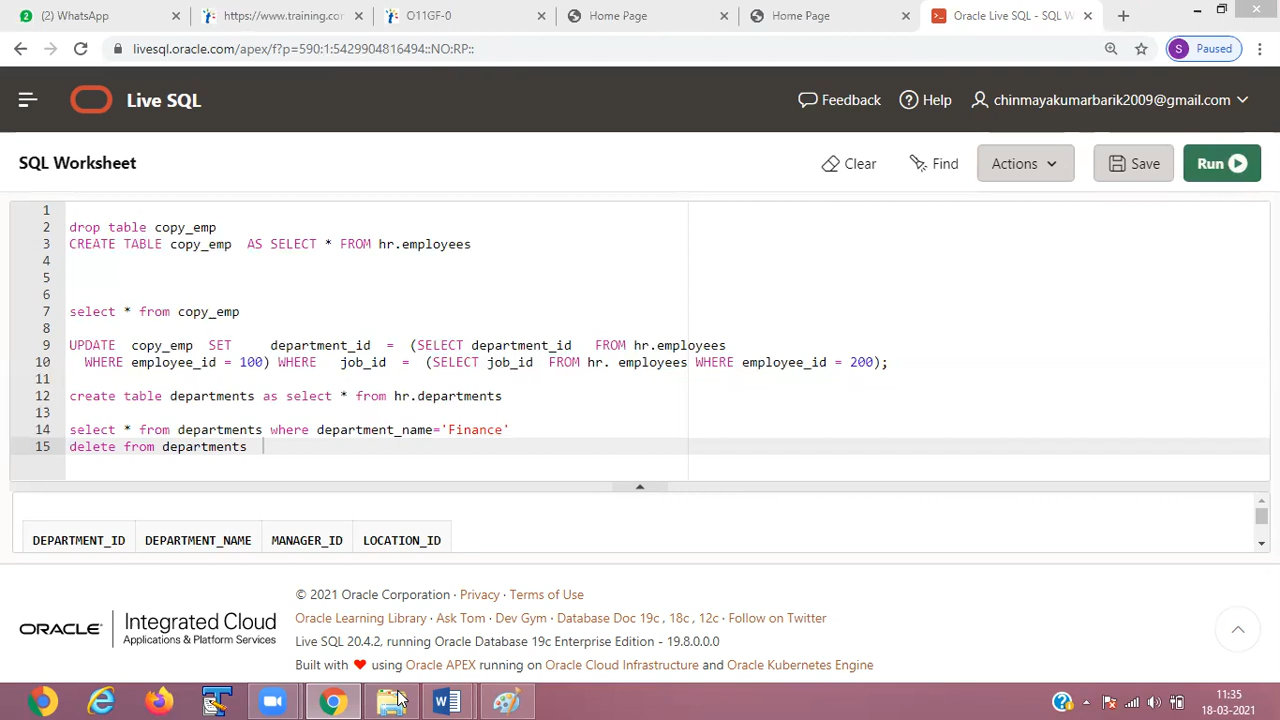 (2) WhatsApp
https://www.training.cor
O11GF-0
Home Page
Home Page
Oracle Live SQL - SQL W
livesql.oracle.com/apex/f?p=590:1:5429904816494::NO:RP::
S Paused
Live SQL
Feedback
Help
chinmayakumarbarik2009@gmail.com
SQL Worksheet
Clear
Find
Actions
Save
Run
1
2 drop table copy_emp
3 CREATE TABLE copy_emp AS SELECT * FROM hr.employees
4
5
6
7 select * from copy_emp
8
9 UPDATE copy_emp SET department_id = (SELECT department_id FROM hr.employees
10 WHERE employee_id = 100) WHERE job_id = (SELECT job_id FROM hr. employees WHERE employee_id = 200);
11
12 create table departments as select * from hr.departments
13
14 select * from departments where department_name='Finance'
15 delete from departments
DEPARTMENT_ID DEPARTMENT_NAME MANAGER_ID LOCATION_ID
ORACLE
Integrated Cloud
Applications & Platform Services
© 2021 Oracle Corporation · Privacy · Terms of Use
Oracle Learning Library · Ask Tom · Dev Gym · Database Doc 19c , 18c , 12c · Follow on Twitter
Live SQL 20.4.2, running Oracle Database 19c Enterprise Edition - 19.8.0.0.0
Built with ❤ using Oracle APEX running on Oracle Cloud Infrastructure and Oracle Kubernetes Engine
11:35
18-03-2021